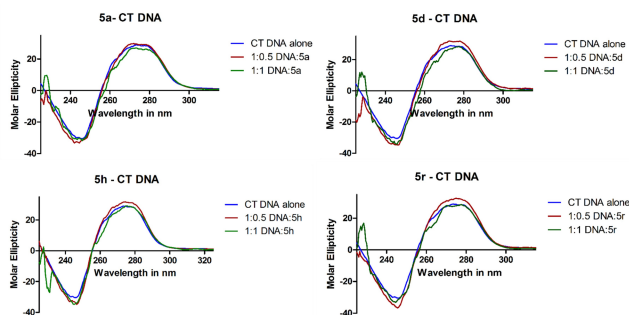 5a- CT DNA
Molar Ellipticity
20
0
-20
-40
240
260
280
300
Wavelength in nm
CT DNA alone
1:0.5 DNA:5a
1:1 DNA:5a
5d - CT DNA
Molar Ellipticity
20
0
-20
-40
240
260
280
300
Wavelength in nm
CT DNA alone
1:0.5 DNA:5d
1:1 DNA:5d
5h - CT DNA
Molar Ellipticity
20
0
-20
-40
240
260
280
300
320
Wavelength in nm
CT DNA alone
1:0.5 DNA:5h
1:1 DNA:5h
5r - CT DNA
Molar Ellipticity
20
0
-20
-40
240
260
280
300
Wavelength in nm
CT DNA alone
1:0.5 DNA:5r
1:1 DNA:5r